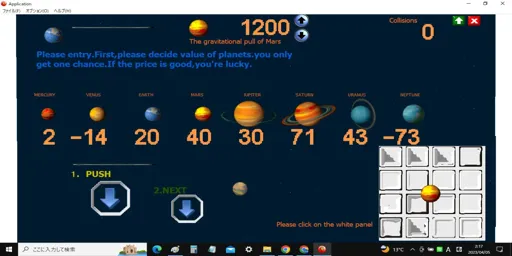 Application
ファイル(F) オプション(O) ヘルプ(H)
1200
The gravitational pull of Mars
Collisions
0
Please entry.First,please decide value of planets.you only
get one chance.If the price is good,you're lucky.
MERCURY VENUS EARTH MARS JUPITER SATURN URANUS NEPTUNE
2 -14 20 40 30 71 43 -73
1. PUSH
2.NEXT
Please click on the white panel
ここに入力して検索
13°C
A
3:17
2023/04/05